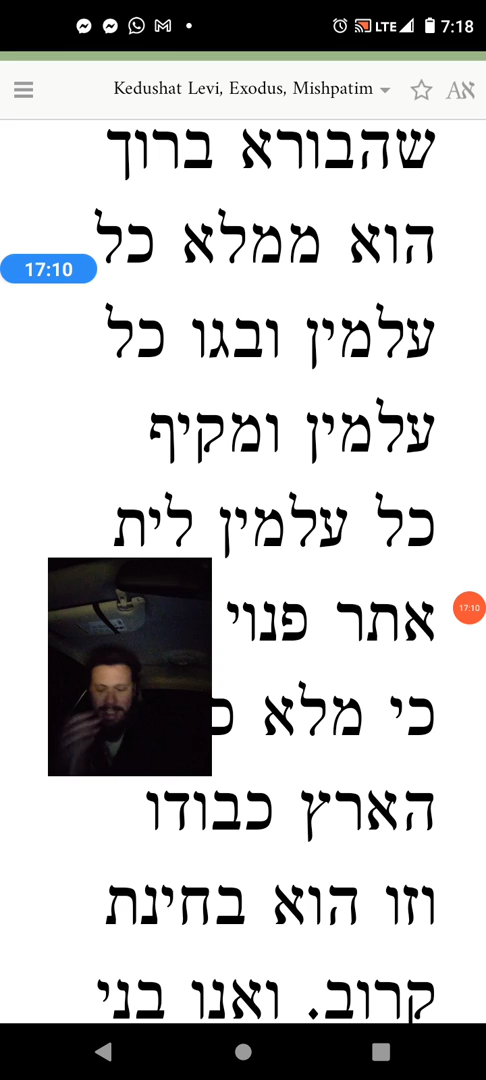 7:18
LTE
Kedushat Levi, Exodus, Mishpatim
Aא
שהבורא ברוך
הוא ממלא כל
17:10
עלמין ובגו כל
עלמין ומקיף
כל עלמין לית
אתר פנוי
17:10
כי מלא
הארץ כבודו
וזו הוא בחינת
קרוב. ואנו בני